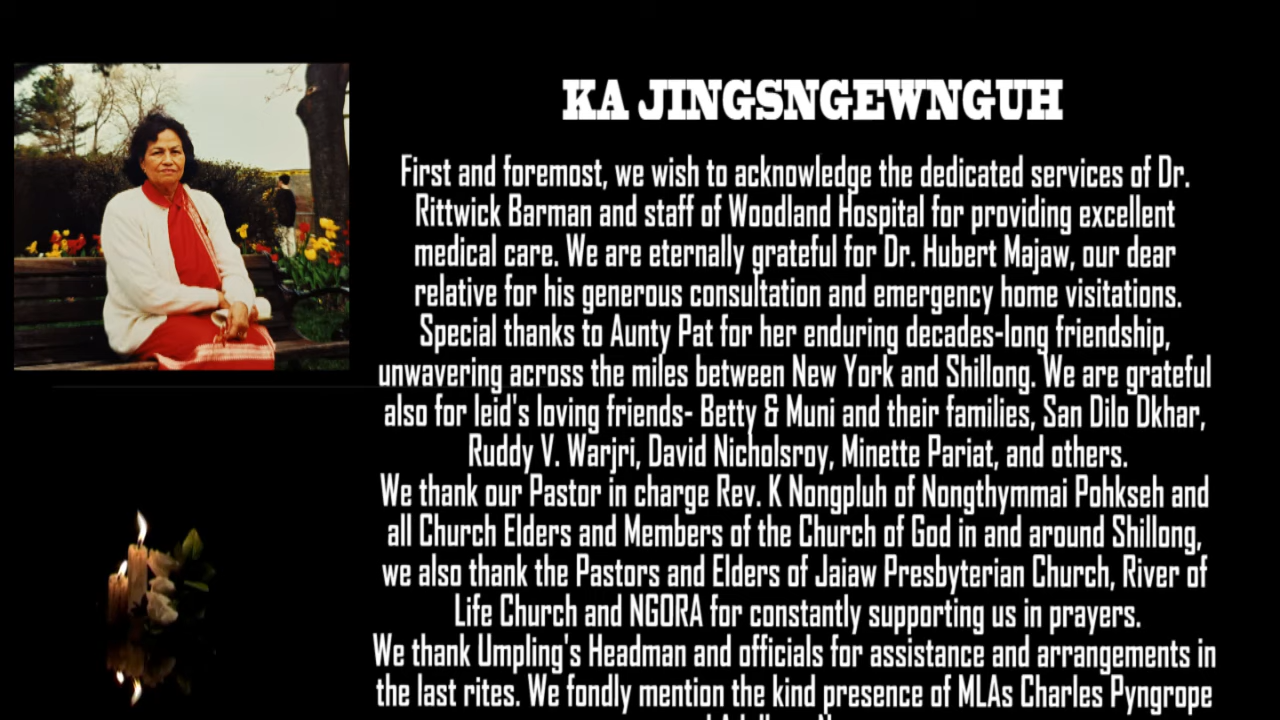 KA JINGSNGEWNGUH
First and foremost, we wish to acknowledge the dedicated services of Dr.
Rittwick Barman and staff of Woodland Hospital for providing excellent
medical care. We are eternally grateful for Dr. Hubert Majaw, our dear
relative for his generous consultation and emergency home visitations.
Special thanks to Aunty Pat for her enduring decades-long friendship,
unwavering across the miles between New York and Shillong. We are grateful
also for leid's loving friends- Betty & Muni and their families, San Dilo Dkhar,
Ruddy V. Warjri, David Nicholsroy, Minette Pariat, and others.
We thank our Pastor in charge Rev. K Nongpluh of Nongthymmai Pohkseh and
all Church Elders and Members of the Church of God in and around Shillong,
we also thank the Pastors and Elders of Jaiaw Presbyterian Church, River of
Life Church and NGORA for constantly supporting us in prayers.
We thank Umpling's Headman and officials for assistance and arrangements in
the last rites. We fondly mention the kind presence of MLAs Charles Pyngrope